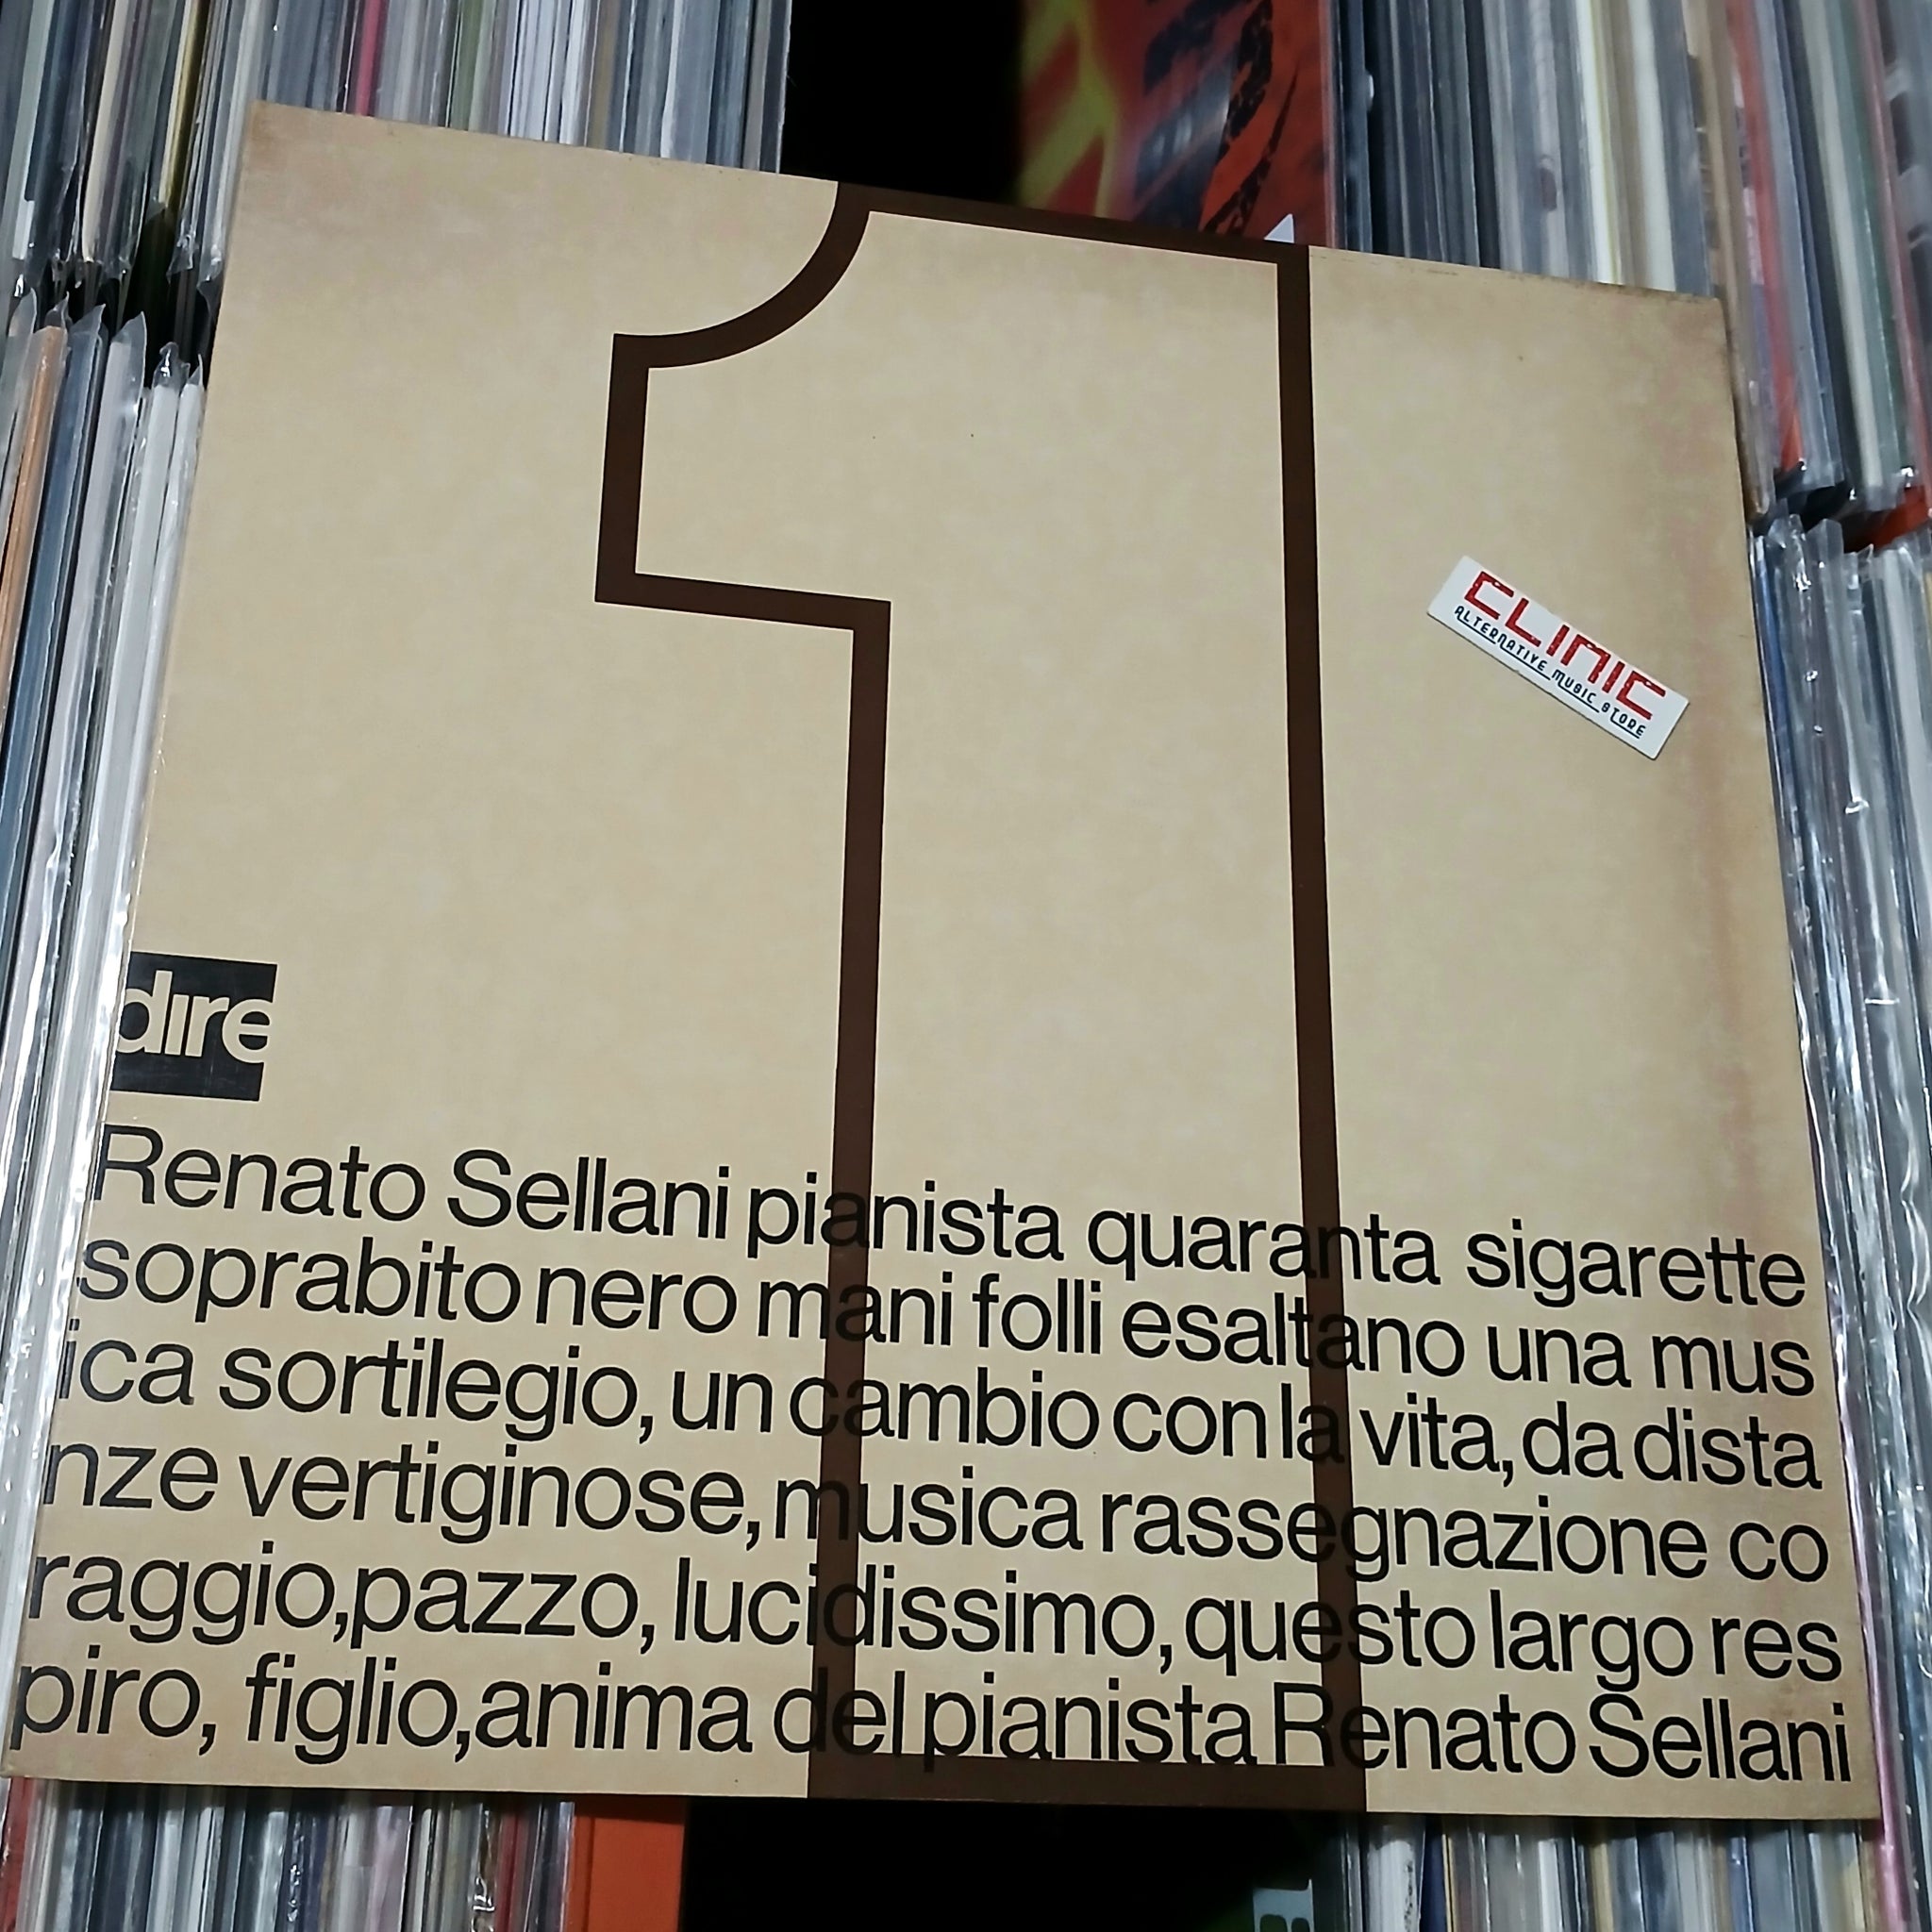 1
CLINIC
ALTERNATIVE MUSIC STORE
dire
Renato Sellani pianista quaranta sigarette
soprabito nero mani folli esaltano una mus
ica sortilegio, un cambio con la vita, da dista
nze vertiginose, musica rassegnazione co
raggio, pazzo, lucidissimo, questo largo res
piro, figlio, anima del pianista Renato Sellani